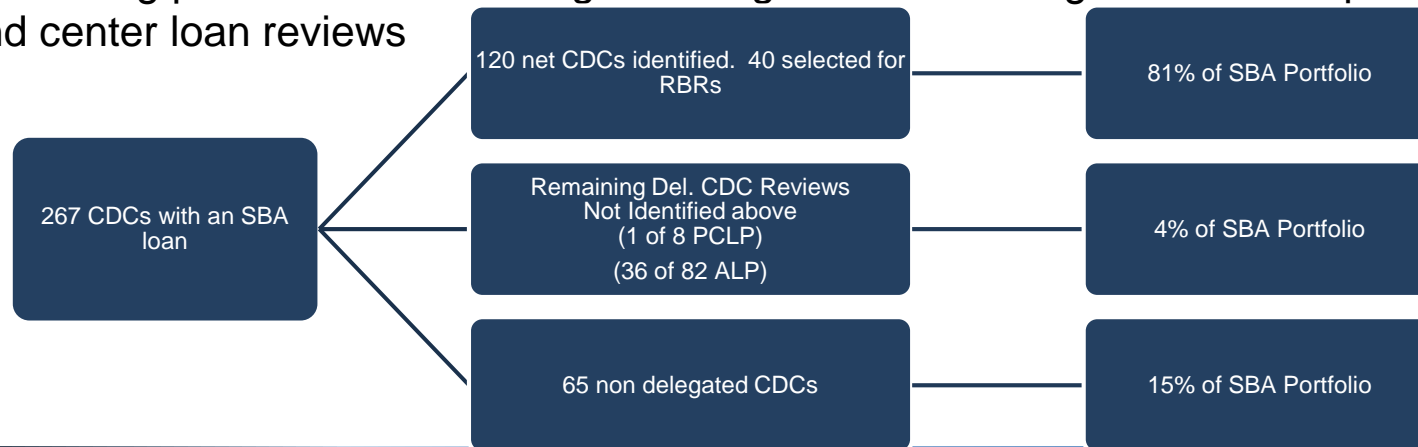 nd center loan reviews
120 net CDCs identified.  40 selected for
RBRs
81% of SBA Portfolio
267 CDCs with an SBA
loan
Remaining Del. CDC Reviews
Not Identified above
(1 of 8 PCLP)
(36 of 82 ALP)
4% of SBA Portfolio
65 non delegated CDCs
15% of SBA Portfolio